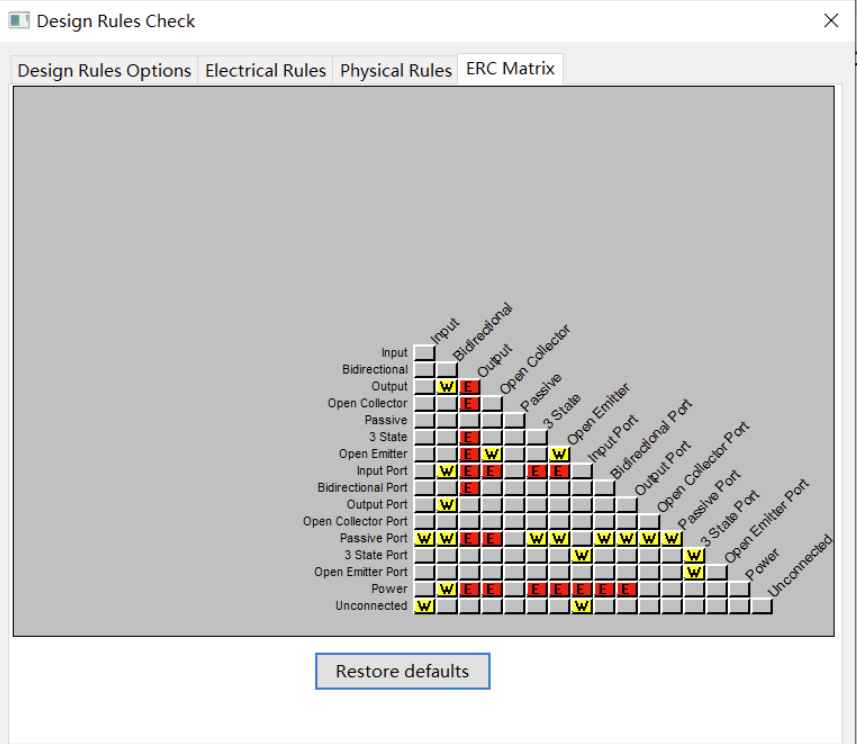 Design Rules Check
Design Rules Options Electrical Rules Physical Rules ERC Matrix
Input
Bidirectional
Output
Open Collector
Passive
3 State
Open Emitter
Input Port
Bidirectional Port
Output Port
Open Collector Port
Passive Port
3 State Port
Open Emitter Port
Power
Unconnected
Input
Bidirectional
Output W E
Open Collector E
Passive
3 State E
Open Emitter E W W
Input Port W E E E E
Bidirectional Port E
Output Port W
Open Collector Port
Passive Port W W E E W W W W W W
3 State Port W W
Open Emitter Port W
Power W E E E E E E E
Unconnected W W
Restore defaults